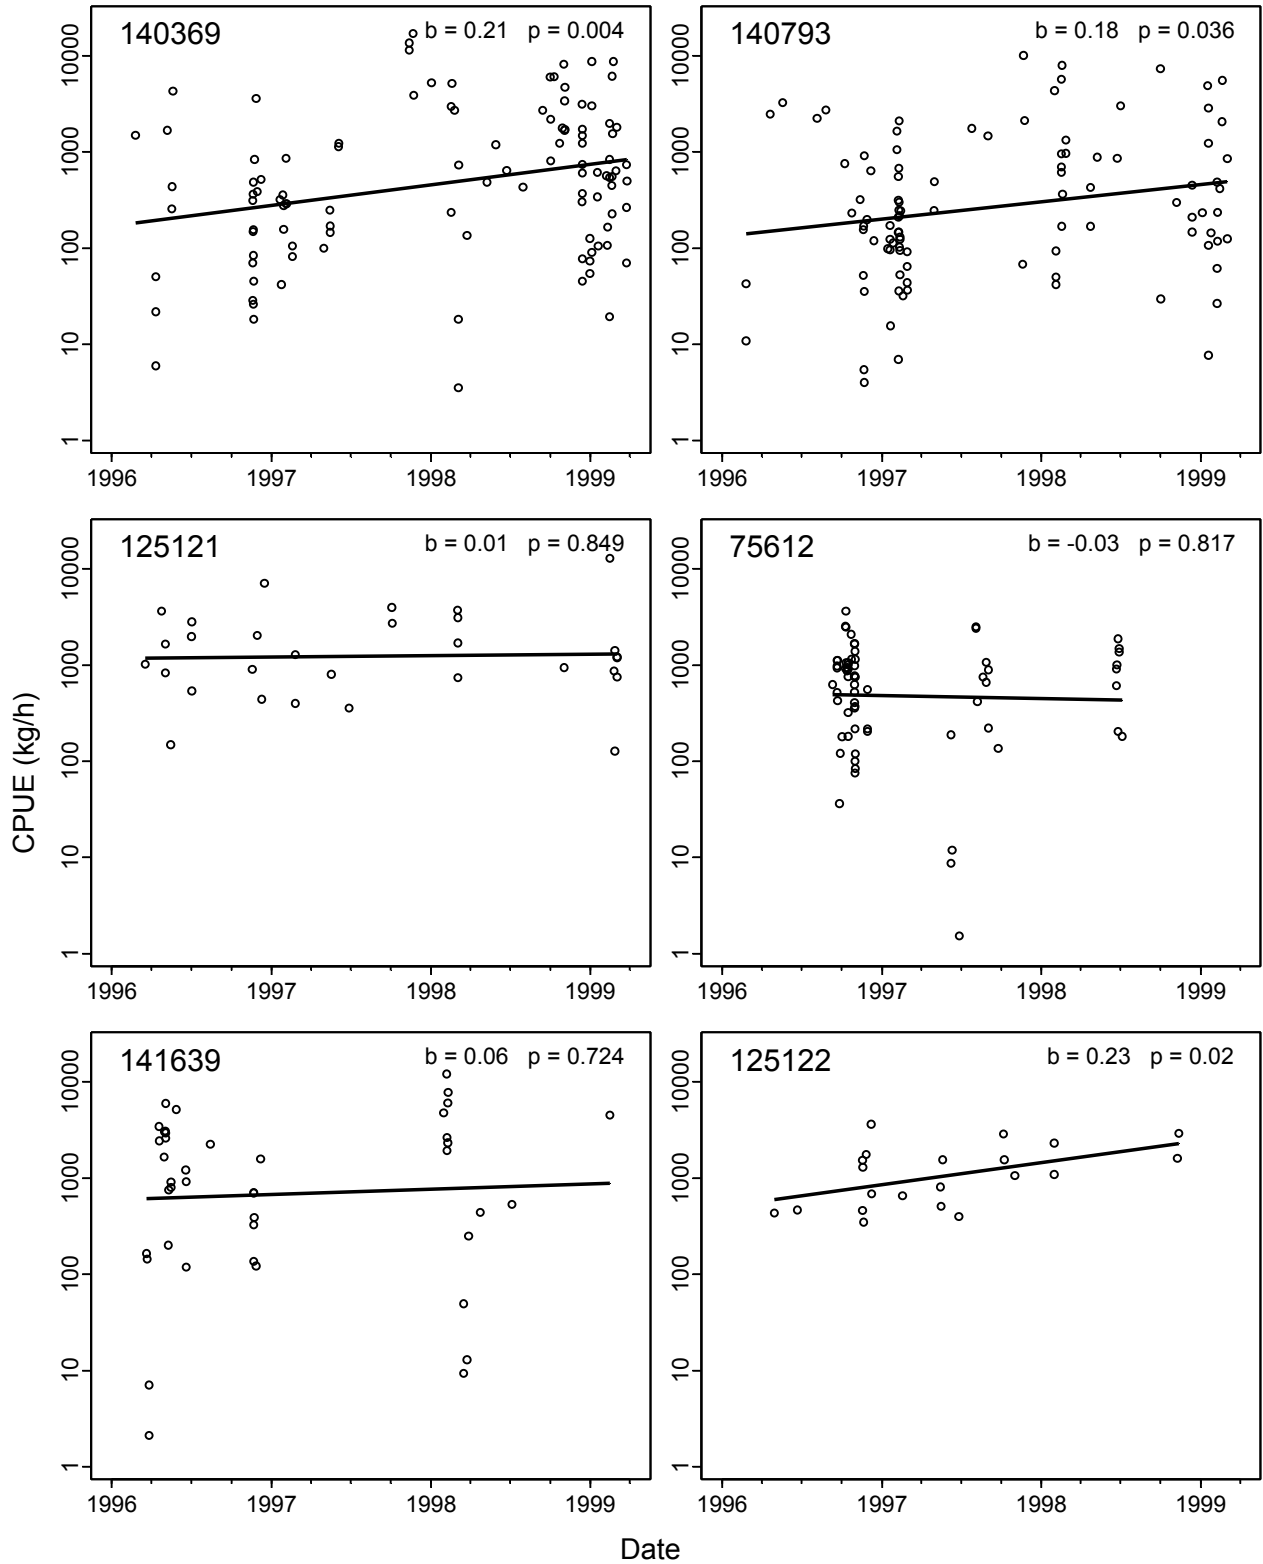 140369 b = 0.21 p = 0.004
10000
1000
100
10
1
1996 1997 1998 1999
140793 b = 0.18 p = 0.036
10000
1000
100
10
1
1996 1997 1998 1999
125121 b = 0.01 p = 0.849
10000
1000
100
10
1
1996 1997 1998 1999
75612 b = -0.03 p = 0.817
10000
1000
100
10
1
1996 1997 1998 1999
CPUE (kg/h)
141639 b = 0.06 p = 0.724
10000
1000
100
10
1
1996 1997 1998 1999
125122 b = 0.23 p = 0.02
10000
1000
100
10
1
1996 1997 1998 1999
Date